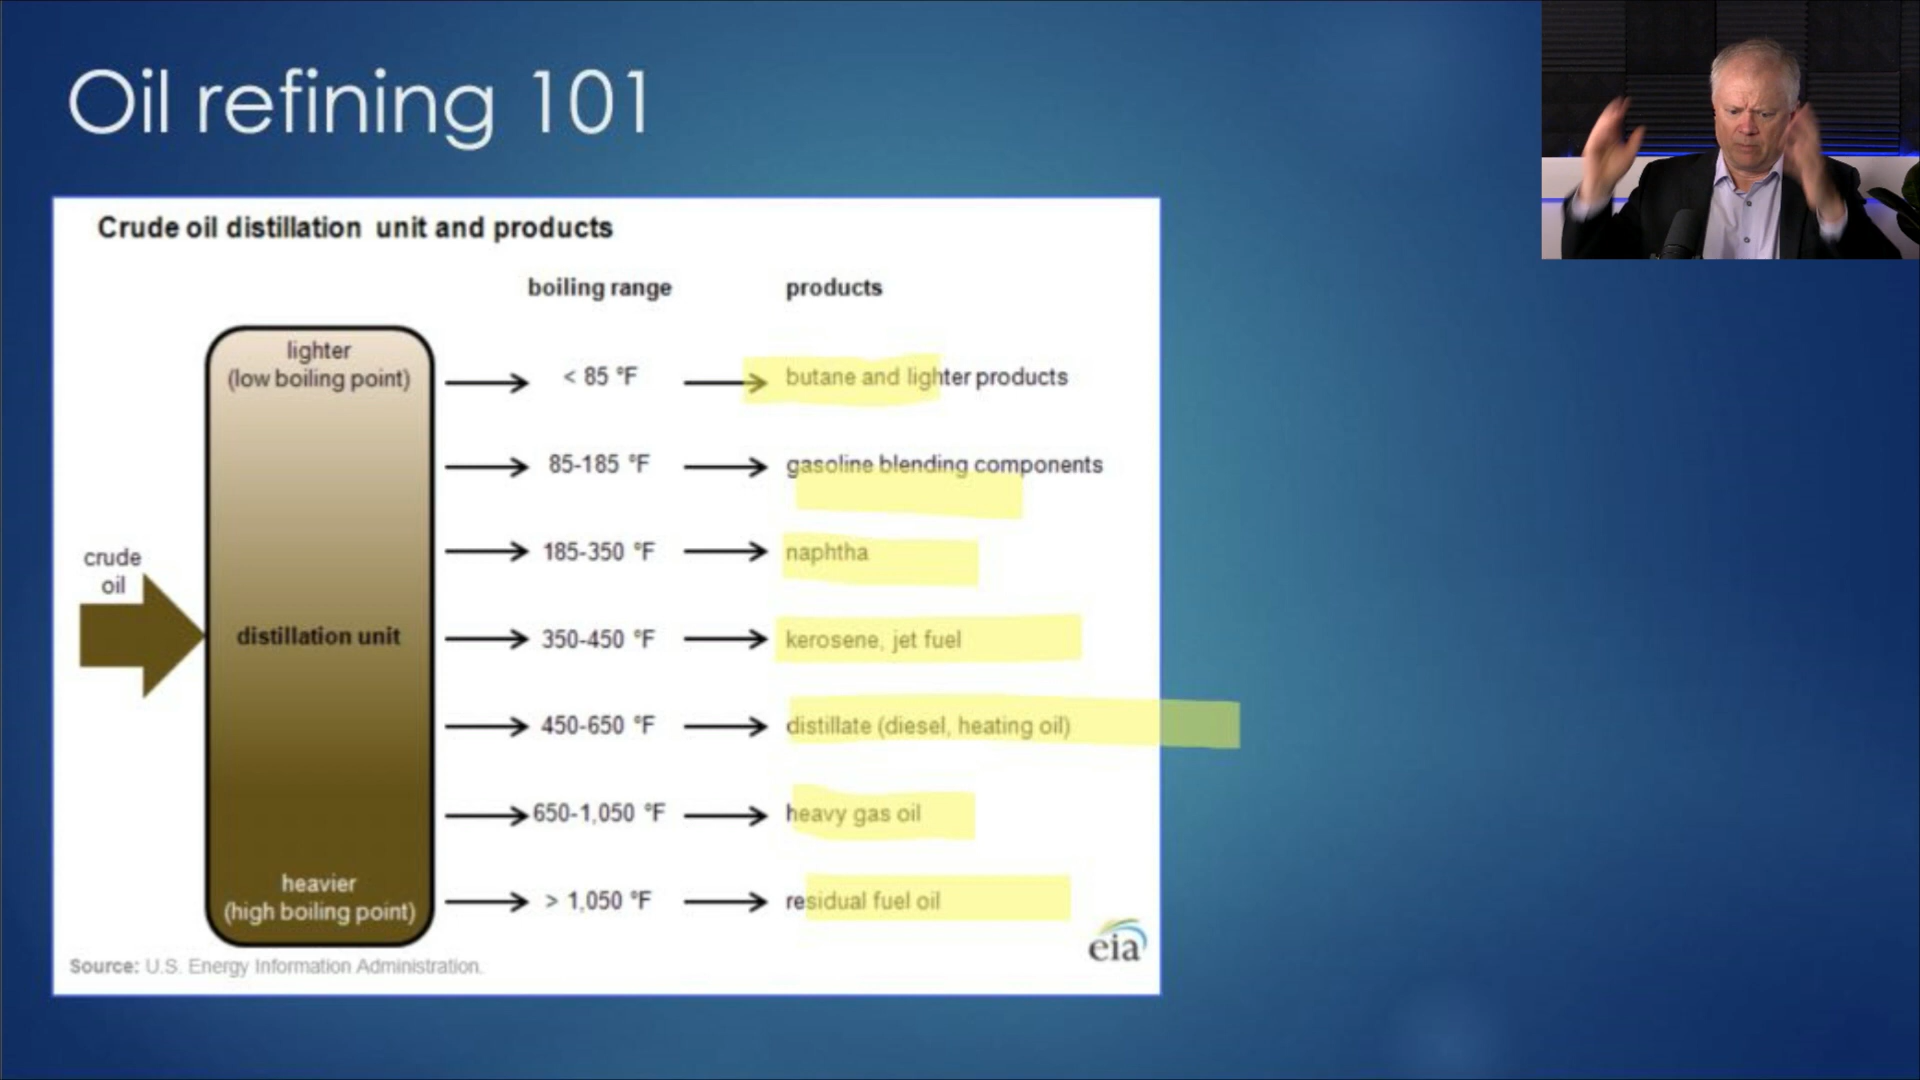 Oil refining 101
Crude oil distillation unit and products
boiling range products
lighter
(low boiling point)
< 85 °F butane and lighter products
85-185 °F gasoline blending components
crude
oil
185-350 °F naphtha
distillation unit
350-450 °F kerosene, jet fuel
450-650 °F distillate (diesel, heating oil)
650-1,050 °F heavy gas oil
heavier
(high boiling point)
> 1,050 °F residual fuel oil
eia
Source: U.S. Energy Information Administration.